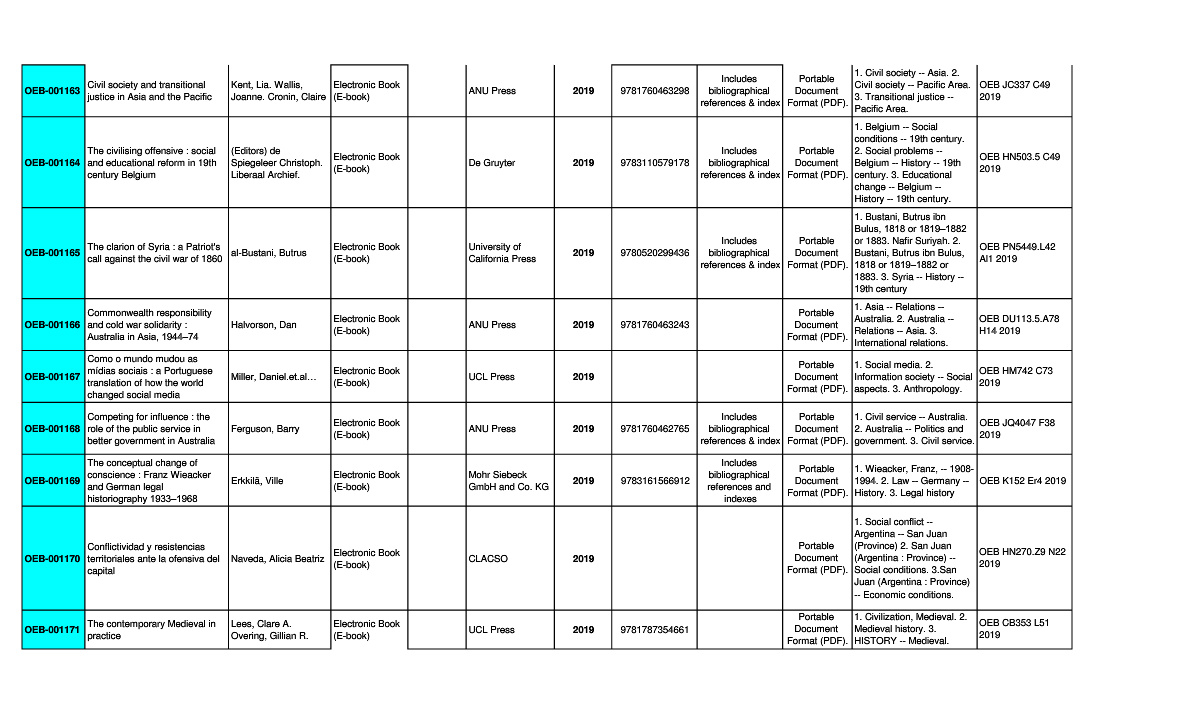 OEB-001163
Civil society and transitional
justice in Asia and the Pacific
Kent, Lia. Wallis,
Joanne. Cronin, Claire
Electronic Book
(E-book)
ANU Press
2019
9781760463298
Includes
bibliographical
references & index
Portable
Document
Format (PDF).
1. Civil society -- Asia. 2.
Civil society -- Pacific Area.
3. Transitional justice --
Pacific Area.
OEB JC337 C49
2019
OEB-001164
The civilising offensive : social
and educational reform in 19th
century Belgium
(Editors) de
Spiegeleer Christoph.
Liberaal Archief.
Electronic Book
(E-book)
De Gruyter
2019
9783110579178
Includes
bibliographical
references & index
Portable
Document
Format (PDF).
1. Belgium -- Social
conditions -- 19th century.
2. Social problems --
Belgium -- History -- 19th
century. 3. Educational
change -- Belgium --
History -- 19th century.
OEB HN503.5 C49
2019
OEB-001165
The clarion of Syria : a Patriot's
call against the civil war of 1860
al-Bustani, Butrus
Electronic Book
(E-book)
University of
California Press
2019
9780520299436
Includes
bibliographical
references & index
Portable
Document
Format (PDF).
1. Bustani, Butrus ibn
Bulus, 1818 or 1819–1882
or 1883. Nafir Suriyah. 2.
Bustani, Butrus ibn Bulus,
1818 or 1819–1882 or
1883. 3. Syria -- History --
19th century
OEB PN5449.L42
Al1 2019
OEB-001166
Commonwealth responsibility
and cold war solidarity :
Australia in Asia, 1944–74
Halvorson, Dan
Electronic Book
(E-book)
ANU Press
2019
9781760463243
Portable
Document
Format (PDF).
1. Asia -- Relations --
Australia. 2. Australia --
Relations -- Asia. 3.
International relations.
OEB DU113.5.A78
H14 2019
OEB-001167
Como o mundo mudou as
mídias sociais : a Portuguese
translation of how the world
changed social media
Miller, Daniel.et.al…
Electronic Book
(E-book)
UCL Press
2019
Portable
Document
Format (PDF).
1. Social media. 2.
Information society -- Social
aspects. 3. Anthropology.
OEB HM742 C73
2019
OEB-001168
Competing for influence : the
role of the public service in
better government in Australia
Ferguson, Barry
Electronic Book
(E-book)
ANU Press
2019
9781760462765
Includes
bibliographical
references & index
Portable
Document
Format (PDF).
1. Civil service -- Australia.
2. Australia -- Politics and
government. 3. Civil service.
OEB JQ4047 F38
2019
OEB-001169
The conceptual change of
conscience : Franz Wieacker
and German legal
historiography 1933–1968
Erkkilä, Ville
Electronic Book
(E-book)
Mohr Siebeck
GmbH and Co. KG
2019
9783161566912
Includes
bibliographical
references and
indexes
Portable
Document
Format (PDF).
1. Wieacker, Franz, -- 1908-
1994. 2. Law -- Germany --
History. 3. Legal history
OEB K152 Er4 2019
OEB-001170
Conflictividad y resistencias
territoriales ante la ofensiva del
capital
Naveda, Alicia Beatriz
Electronic Book
(E-book)
CLACSO
2019
Portable
Document
Format (PDF).
1. Social conflict --
Argentina -- San Juan
(Province) 2. San Juan
(Argentina : Province) --
Social conditions. 3.San
Juan (Argentina : Province)
-- Economic conditions.
OEB HN270.Z9 N22
2019
OEB-001171
The contemporary Medieval in
practice
Lees, Clare A.
Overing, Gillian R.
Electronic Book
(E-book)
UCL Press
2019
9781787354661
Portable
Document
Format (PDF).
1. Civilization, Medieval. 2.
Medieval history. 3.
HISTORY -- Medieval.
OEB CB353 L51
2019